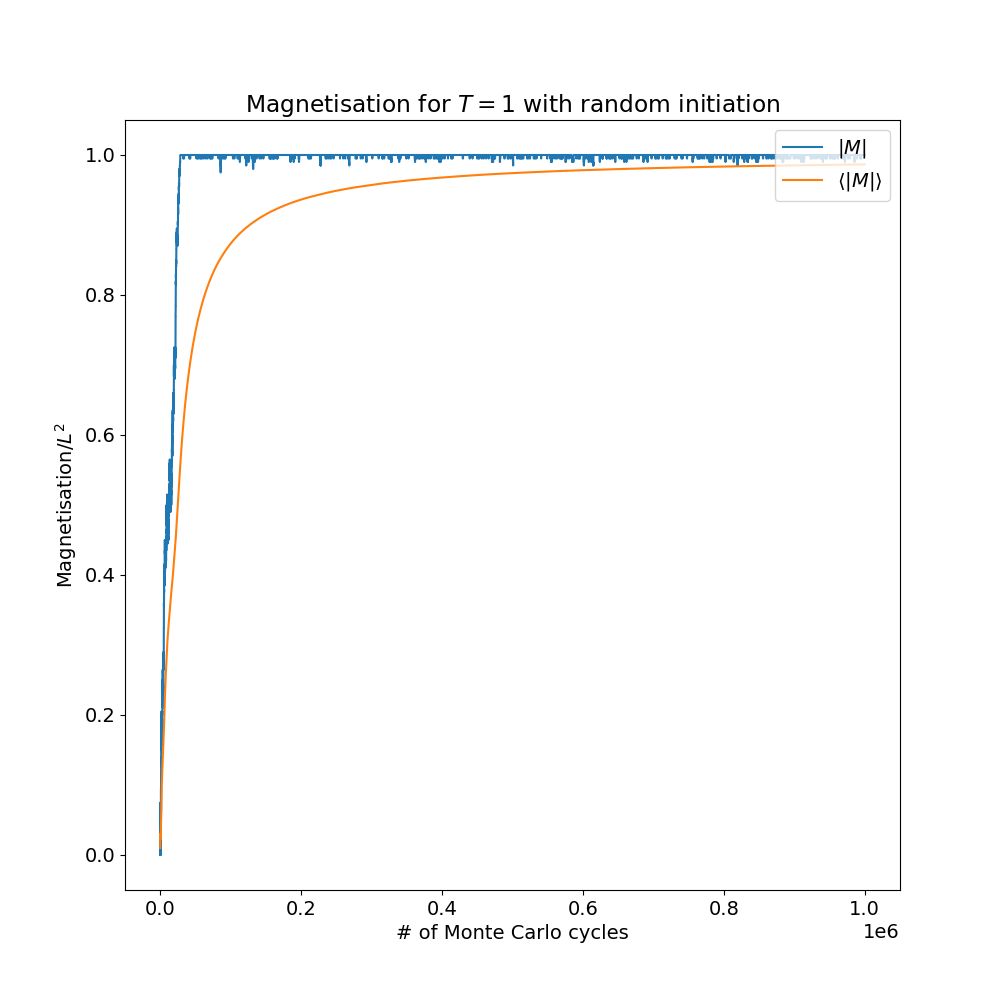 Magnetisation for $T = 1$ with random initiation
|M|
⟨|M|⟩
Magnetisation/L²
1.0
0.8
0.6
0.4
0.2
0.0
0.0 0.2 0.4 0.6 0.8 1.0
1e6
# of Monte Carlo cycles